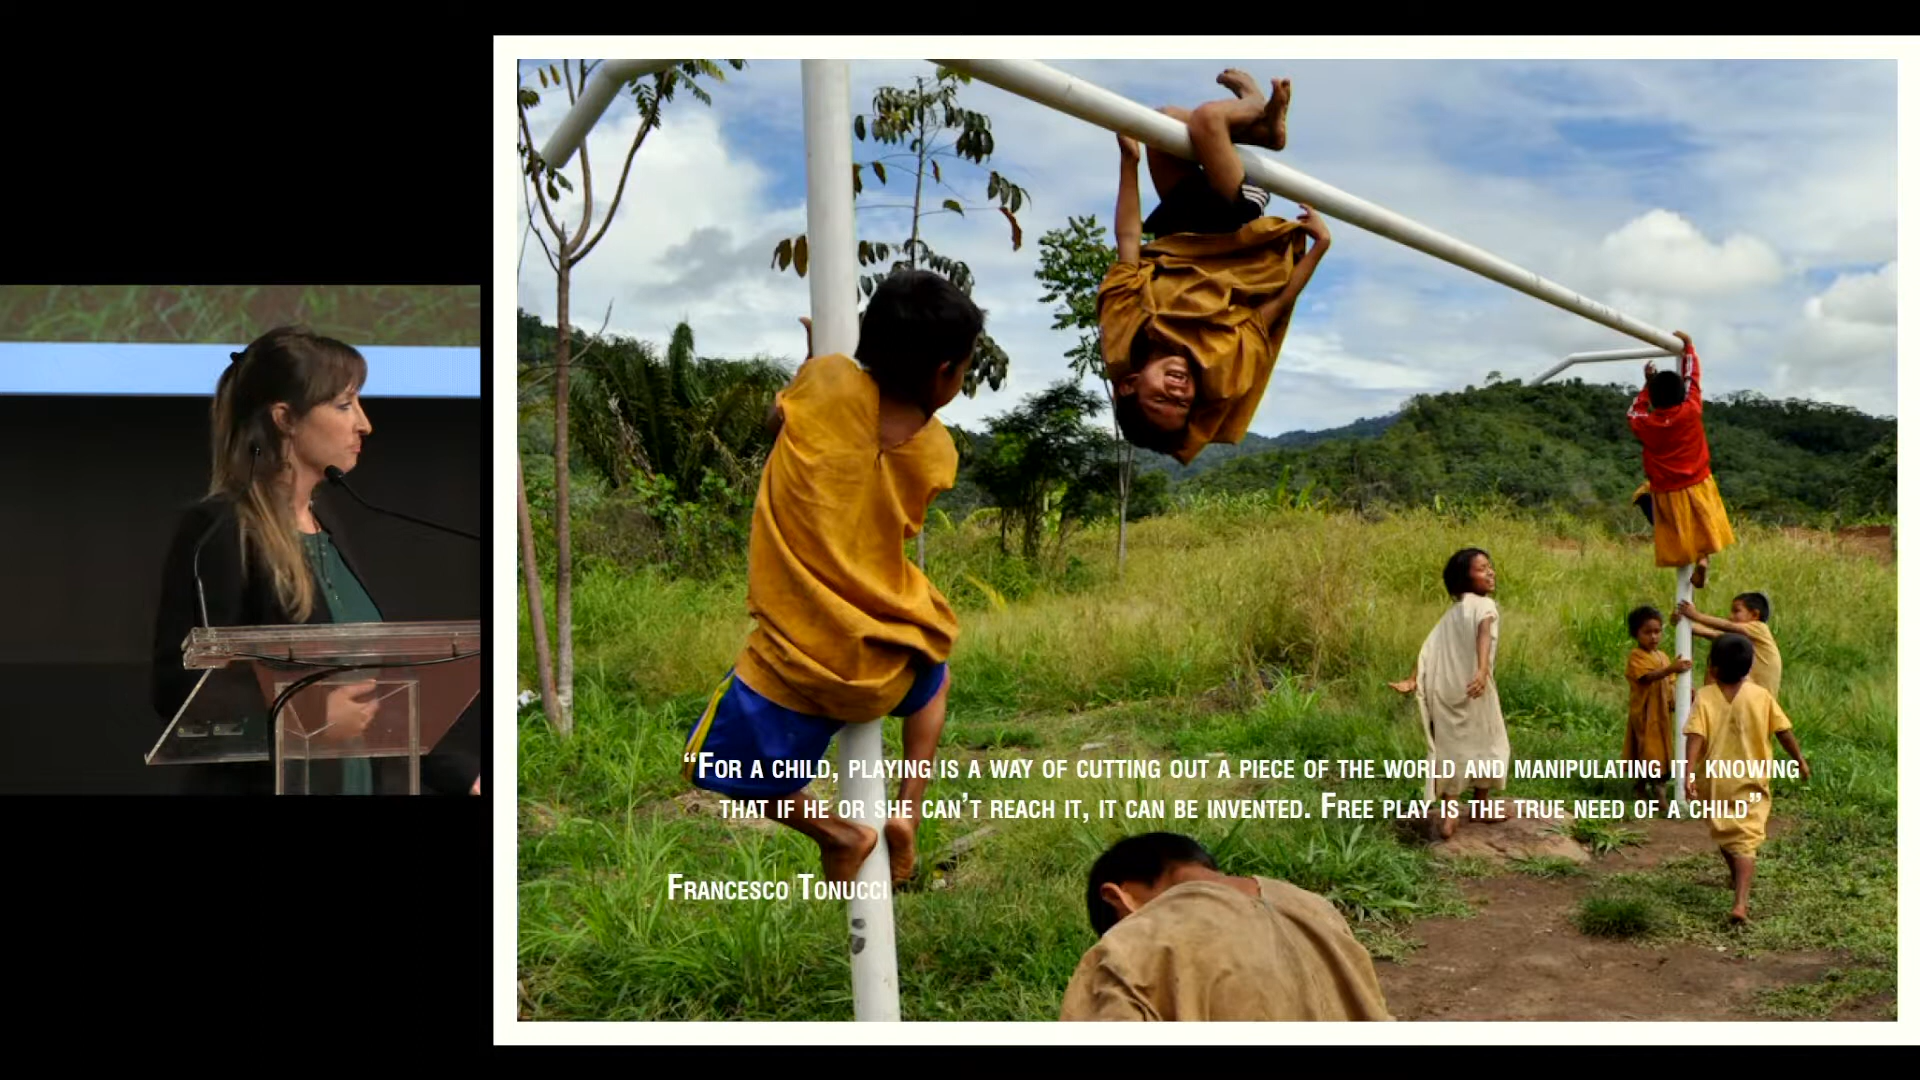 “For a child, playing is a way of cutting out a piece of the world and manipulating it, knowing
that if he or she can’t reach it, it can be invented. Free play is the true need of a child”
Francesco Tonucci